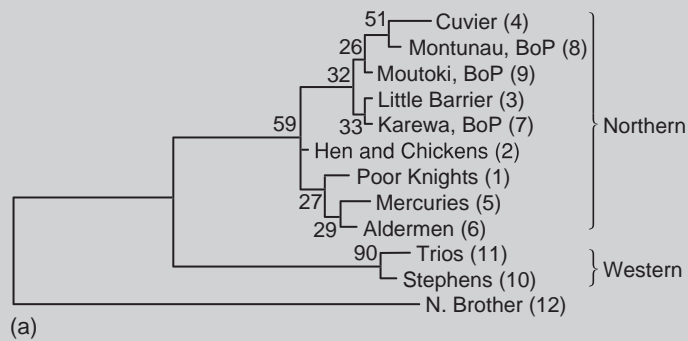 51 Cuvier (4)
26 Montunau, BoP (8)
32 Moutoki, BoP (9)
Little Barrier (3)
33 Karewa, BoP (7)
Northern
59
Hen and Chickens (2)
Poor Knights (1)
27 Mercuries (5)
29 Aldermen (6)
90 Trios (11)
Western
Stephens (10)
N. Brother (12)
(a)